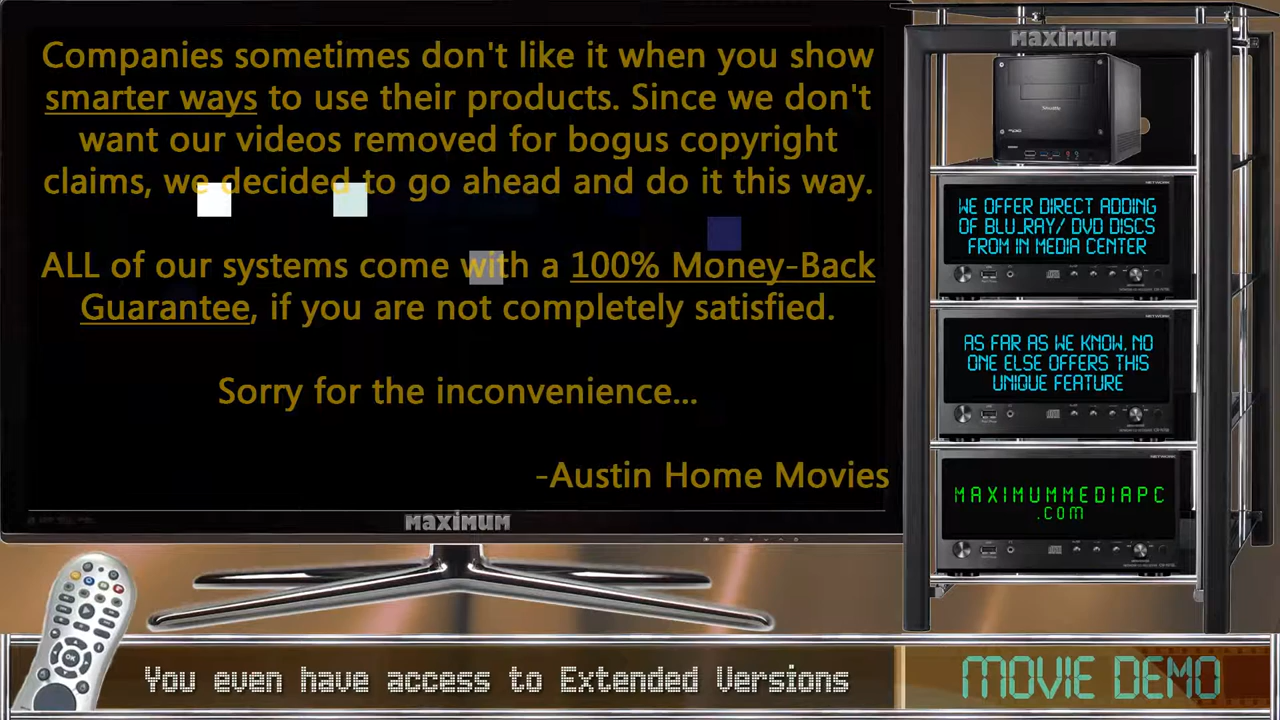 Companies sometimes don't like it when you show
smarter ways to use their products. Since we don't
want our videos removed for bogus copyright
claims, we decided to go ahead and do it this way.
ALL of our systems come with a 100% Money-Back
Guarantee, if you are not completely satisfied.
Sorry for the inconvenience...
-Austin Home Movies
MAXIMUM
MAXIMUM
WE OFFER DIRECT ADDING
OF BLU_RAY/ DVD DISCS
FROM IN MEDIA CENTER
AS FAR AS WE KNOW, NO
ONE ELSE OFFERS THIS
UNIQUE FEATURE
MAXIMUMMEDIAPC
.COM
You even have access to Extended Versions
MOVIE DEMO